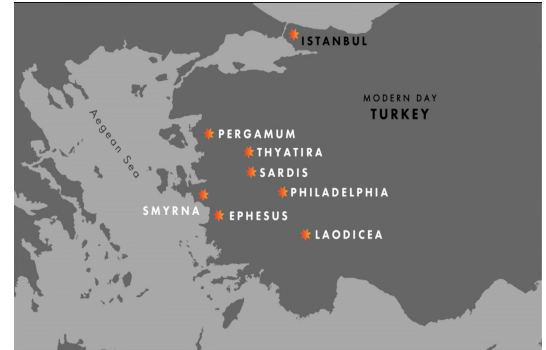 ISTANBUL
MODERN DAY
TURKEY
Aegean Sea
PERGAMUM
THYATIRA
SARDIS
PHILADELPHIA
SMYRNA
EPHESUS
LAODICEA